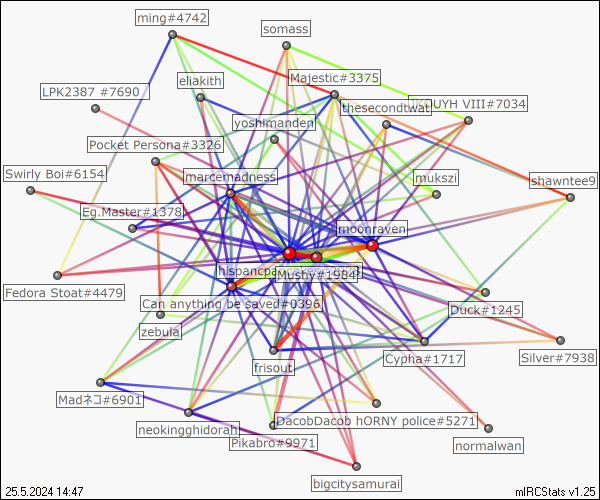 ming#4742
somass
Majestic#3375
eliakith
LPK2387 #7690
thesecondtwat
UYH VIII#7034
yoshimanden
Pocket Persona#3326
Swirly Boi#6154
marcemadness
mukszi
shawntee9
Eg.Master#1378
moonraven
hispancpa
Mushy#1984
Fedora Stoat#4479
Can anything be saved#0396
Duck#1245
zebula
frisout
Cypha#1717
Silver#7938
Madネコ#6901
DacobDacob hORNY police#5271
neokingghidorah
Pikabro#9971
normalwan
bigcitysamurai
25.5.2024 14:47
mIRCStats v1.25